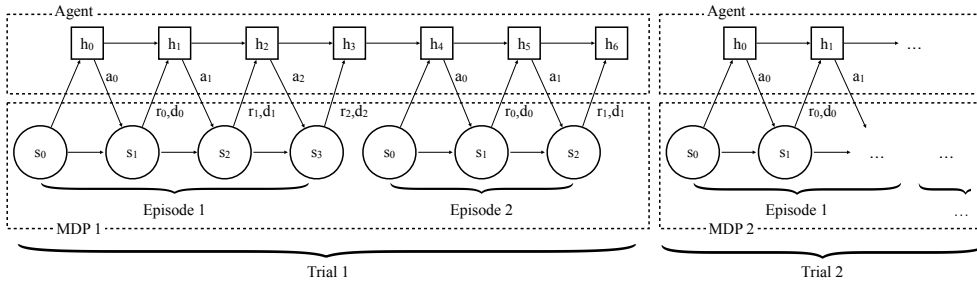 Agent Agent
h₀ h₁ h₂ h₃ h₄ h₅ h₆ h₀ h₁ …
a₀ a₁ a₂ a₀ a₁ a₀ a₁
r₀,d₀ r₁,d₁ r₂,d₂ r₀,d₀ r₁,d₁ r₀,d₀
s₀ s₁ s₂ s₃ s₀ s₁ s₂ s₀ s₁ … …
Episode 1 Episode 2 Episode 1 …
MDP 1 MDP 2
Trial 1 Trial 2